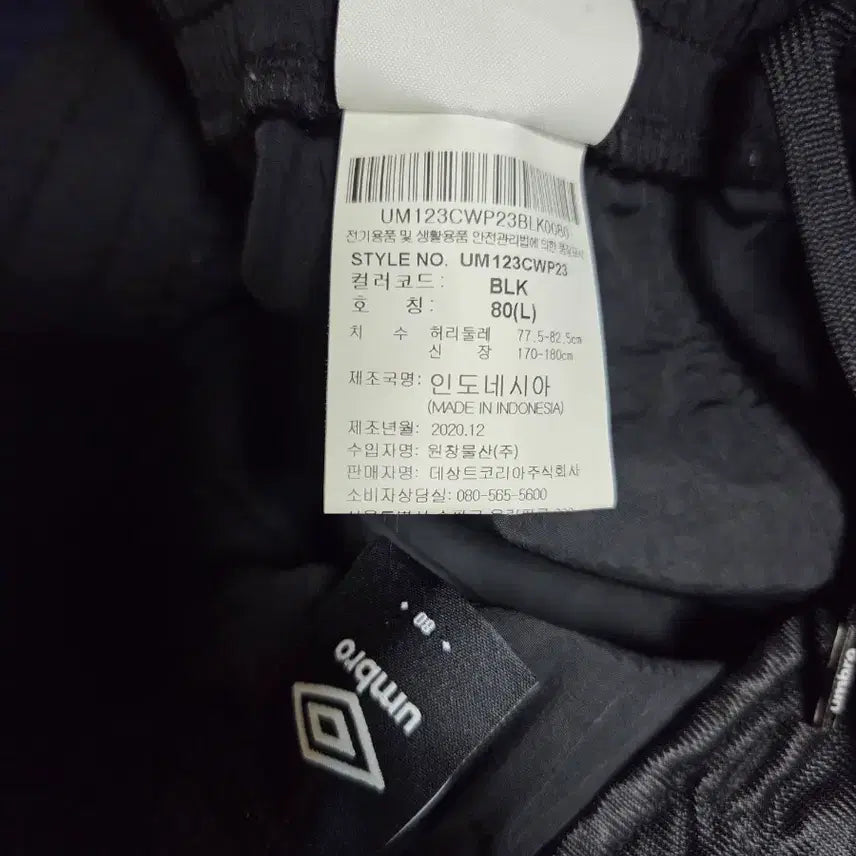 UM123CWP23BLK0080
전기용품 및 생활용품 안전관리법에 의한 품질표시
STYLE NO. UM123CWP23
컬러코드 : BLK
호 칭 : 80(L)
치 수 허리둘레 77.5-82.5cm
신 장 170-180cm
제조국명: 인도네시아
(MADE IN INDONESIA)
제조년월: 2020.12
수입자명: 원창물산(주)
판매자명: 데상트코리아주식회사
소비자상담실: 080-565-5600
80
umbro
umbro